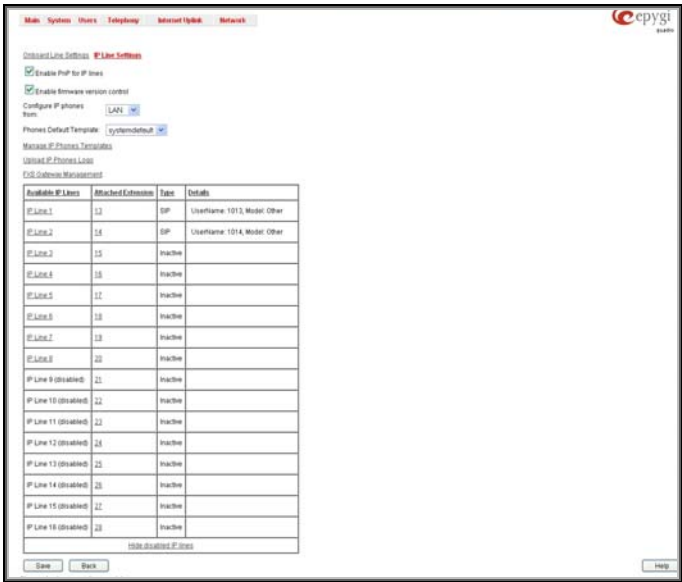 Main System Users Telephony Internet Uplink Network
epygi
quadro
Onboard Line Settings IP Line Settings
Enable PnP for IP lines
Enable firmware version control
Configure IP phones from: LAN
Phones Default Template: systemdefault
Manage IP Phones Templates
Upload IP Phones Logo
FXS Gateway Management
Available IP Lines Attached Extension Type Details
IP Line 1 13 SIP UserName: 1013, Model: Other
IP Line 2 14 SIP UserName: 1014, Model: Other
IP Line 3 15 Inactive
IP Line 4 16 Inactive
IP Line 5 17 Inactive
IP Line 6 18 Inactive
IP Line 7 19 Inactive
IP Line 8 20 Inactive
IP Line 9 (disabled) 21 Inactive
IP Line 10 (disabled) 22 Inactive
IP Line 11 (disabled) 23 Inactive
IP Line 12 (disabled) 24 Inactive
IP Line 13 (disabled) 25 Inactive
IP Line 14 (disabled) 26 Inactive
IP Line 15 (disabled) 27 Inactive
IP Line 16 (disabled) 28 Inactive
Hide disabled IP lines
Save Back Help